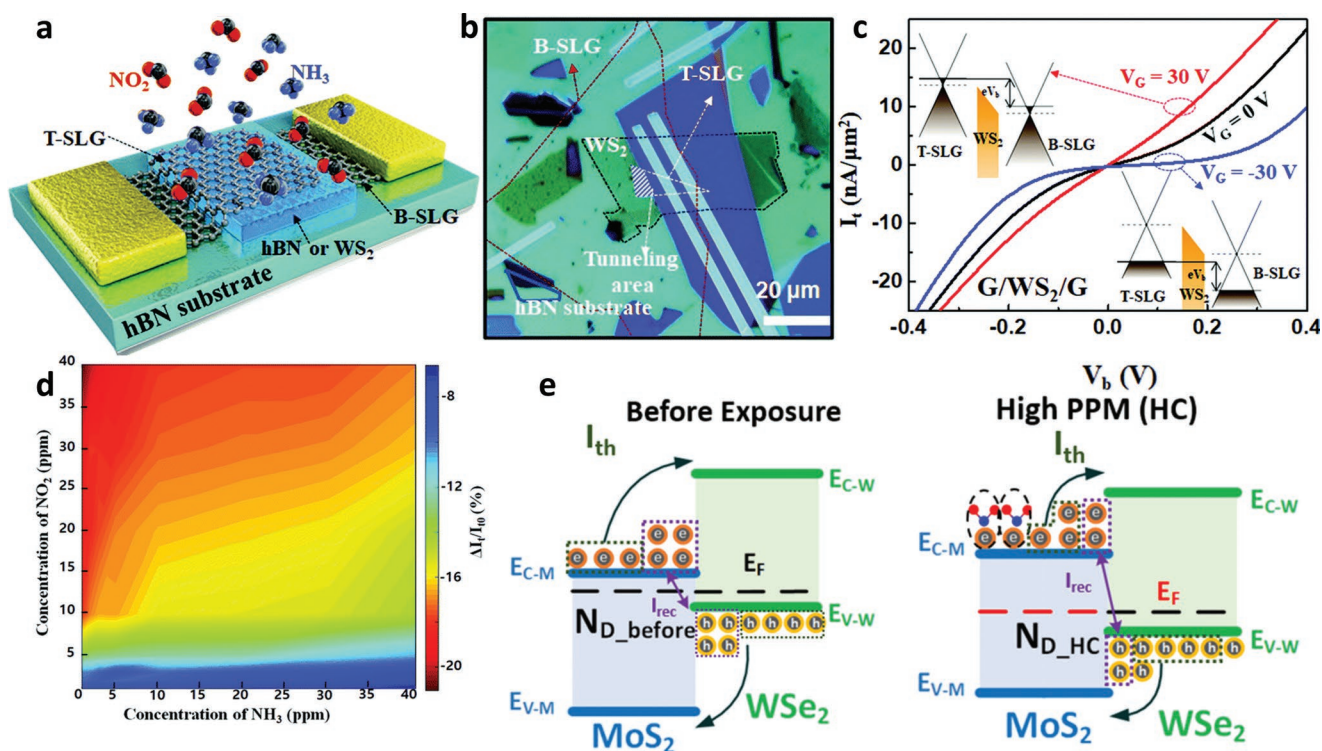 a
NO2
NH3
T-SLG
B-SLG
hBN or WS2
hBN substrate
b
B-SLG
T-SLG
WS2
Tunneling
area
hBN substrate
20 µm
c
It (nA/µm²)
20
10
0
-10
-20
-0.4
-0.2
0.0
0.2
0.4
Vb (V)
VG = 30 V
VG = 0 V
VG = -30 V
eVb
T-SLG
WS2
B-SLG
eVb
T-SLG
WS2
B-SLG
G/WS2/G
d
Concentration of NO2 (ppm)
40
35
30
25
20
15
10
5
0
5
10
15
20
25
30
35
40
Concentration of NH3 (ppm)
-8
-12
-16
-20
ΔIt/It0 (%)
e
Before Exposure
Ith
EC-W
e e e e e e e
EC-M
EF
Irec
EV-W
ND_before
h h h h h h h h
EV-M
MoS2
WSe2
High PPM (HC)
Ith
EC-W
e e e e e e e
EC-M
Irec
EF
EV-W
ND_HC
h h h h h h h h
EV-M
MoS2
WSe2